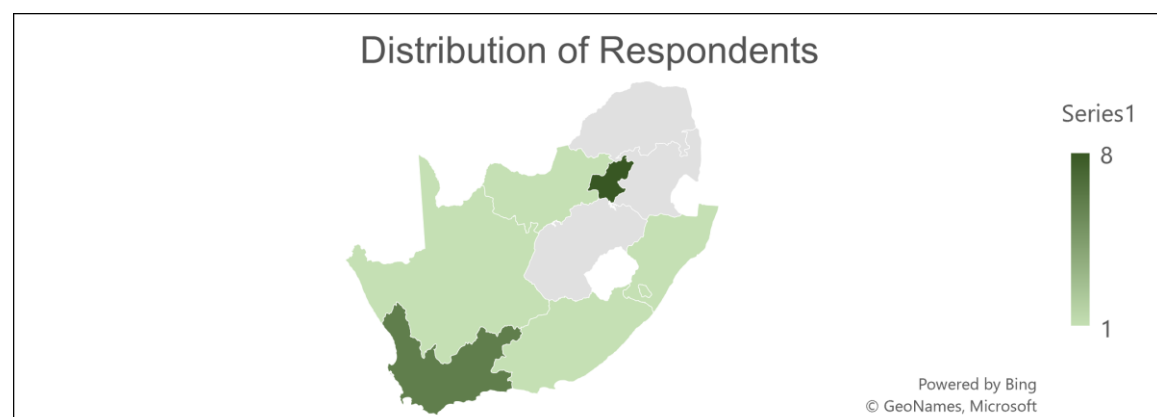 Distribution of Respondents
Series1
8
1
Powered by Bing
© GeoNames, Microsoft